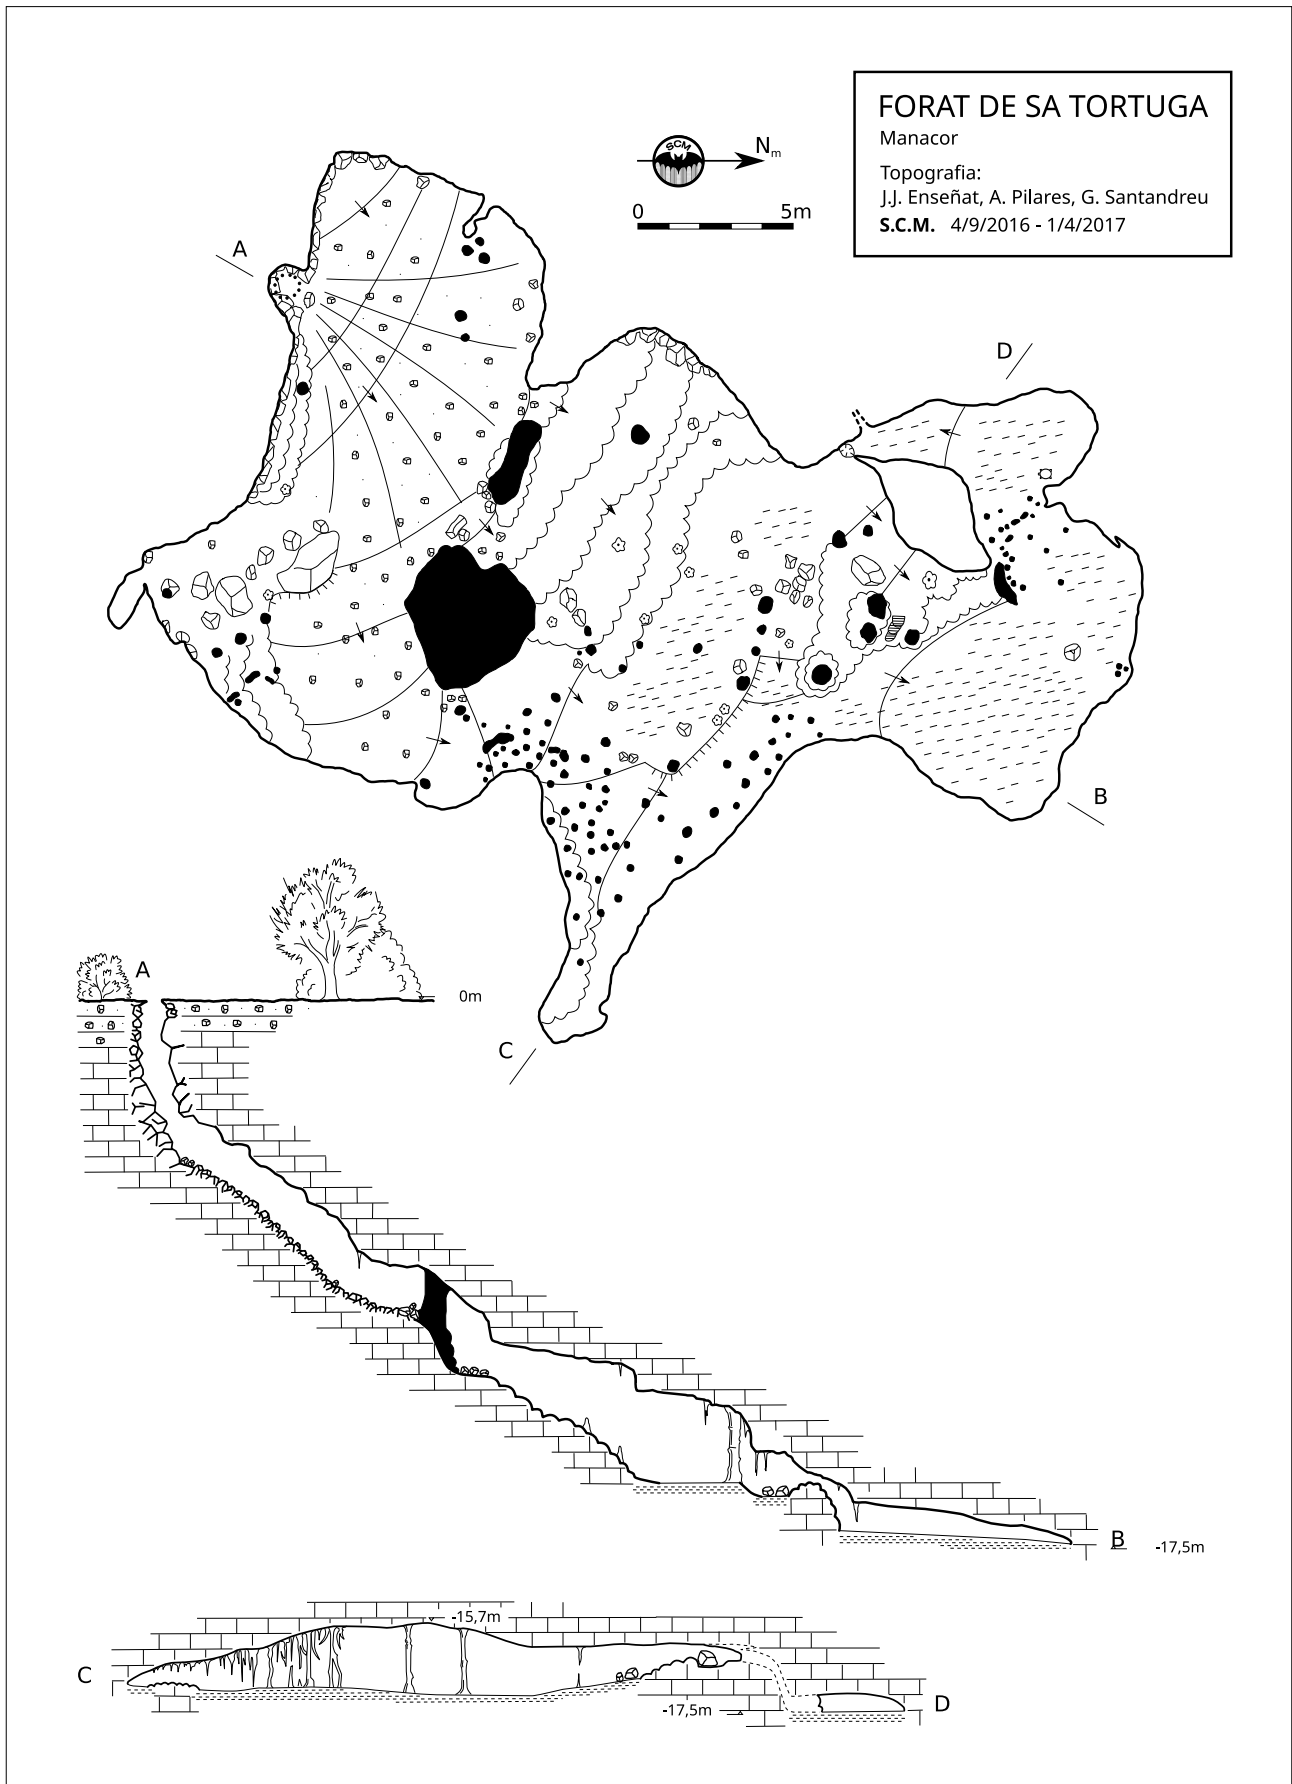 FORAT DE SA TORTUGA
Manacor
Topografia:
J.J. Enseñat, A. Pilares, G. Santandreu
S.C.M. 4/9/2016 - 1/4/2017
SCM
Nm
0 5m
A
D
B
C
A
0m
B
-17,5m
-15,7m
C
-17,5m
D